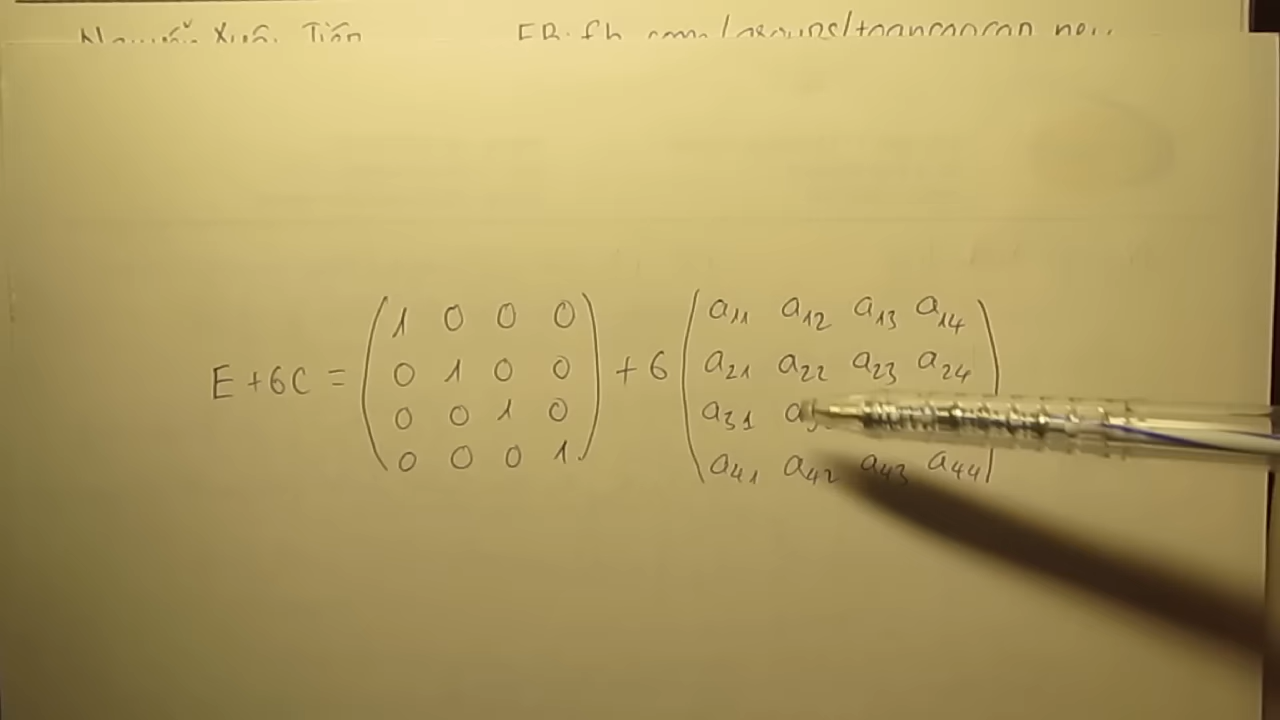 E + 6C = ( 1 0 0 0 ) + 6 ( a11 a12 a13 a14 )
0 1 0 0 a21 a22 a23 a24
0 0 1 0 a31
0 0 0 1 a41 a42 a43 a44